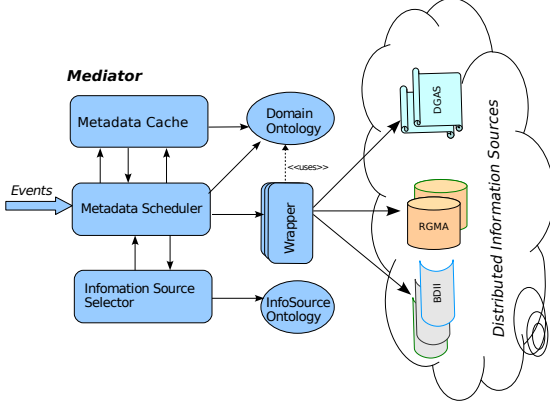 Mediator
Metadata Cache
Domain
Ontology
DGAS
<<uses>>
Events
Metadata Scheduler
Wrapper
RGMA
Distributed Information Sources
Infomation Source
Selector
InfoSource
Ontology
BDII